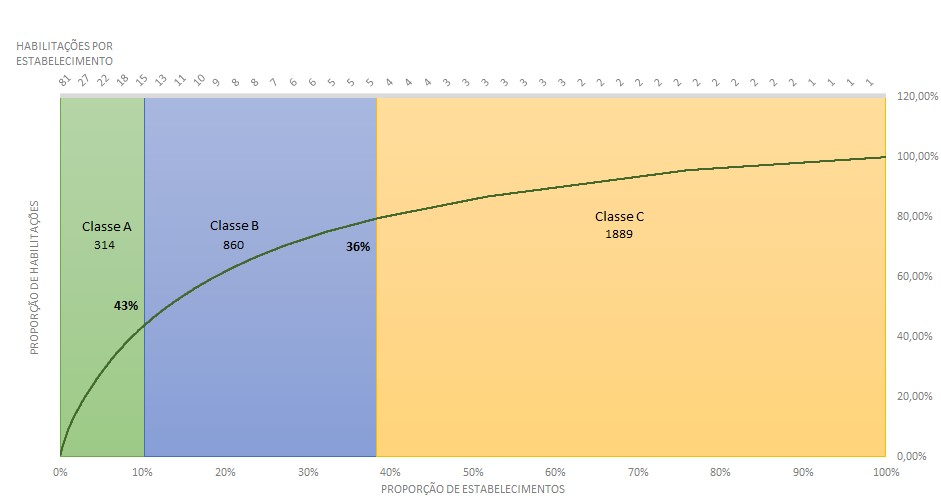 HABILITAÇÕES POR
ESTABELECIMENTO
81 27 22 18 15 13 11 10 9 8 8 7 6 6 5 5 5 4 4 4 3 3 3 3 3 3 3 2 2 2 2 2 2 2 2 2 2 2 2 1 1 1 1
120,00%
100,00%
80,00%
60,00%
40,00%
20,00%
0,00%
PROPORÇÃO DE HABILITAÇÕES
Classe A
314
43%
Classe B
860
36%
Classe C
1889
0% 10% 20% 30% 40% 50% 60% 70% 80% 90% 100%
PROPORÇÃO DE ESTABELECIMENTOS